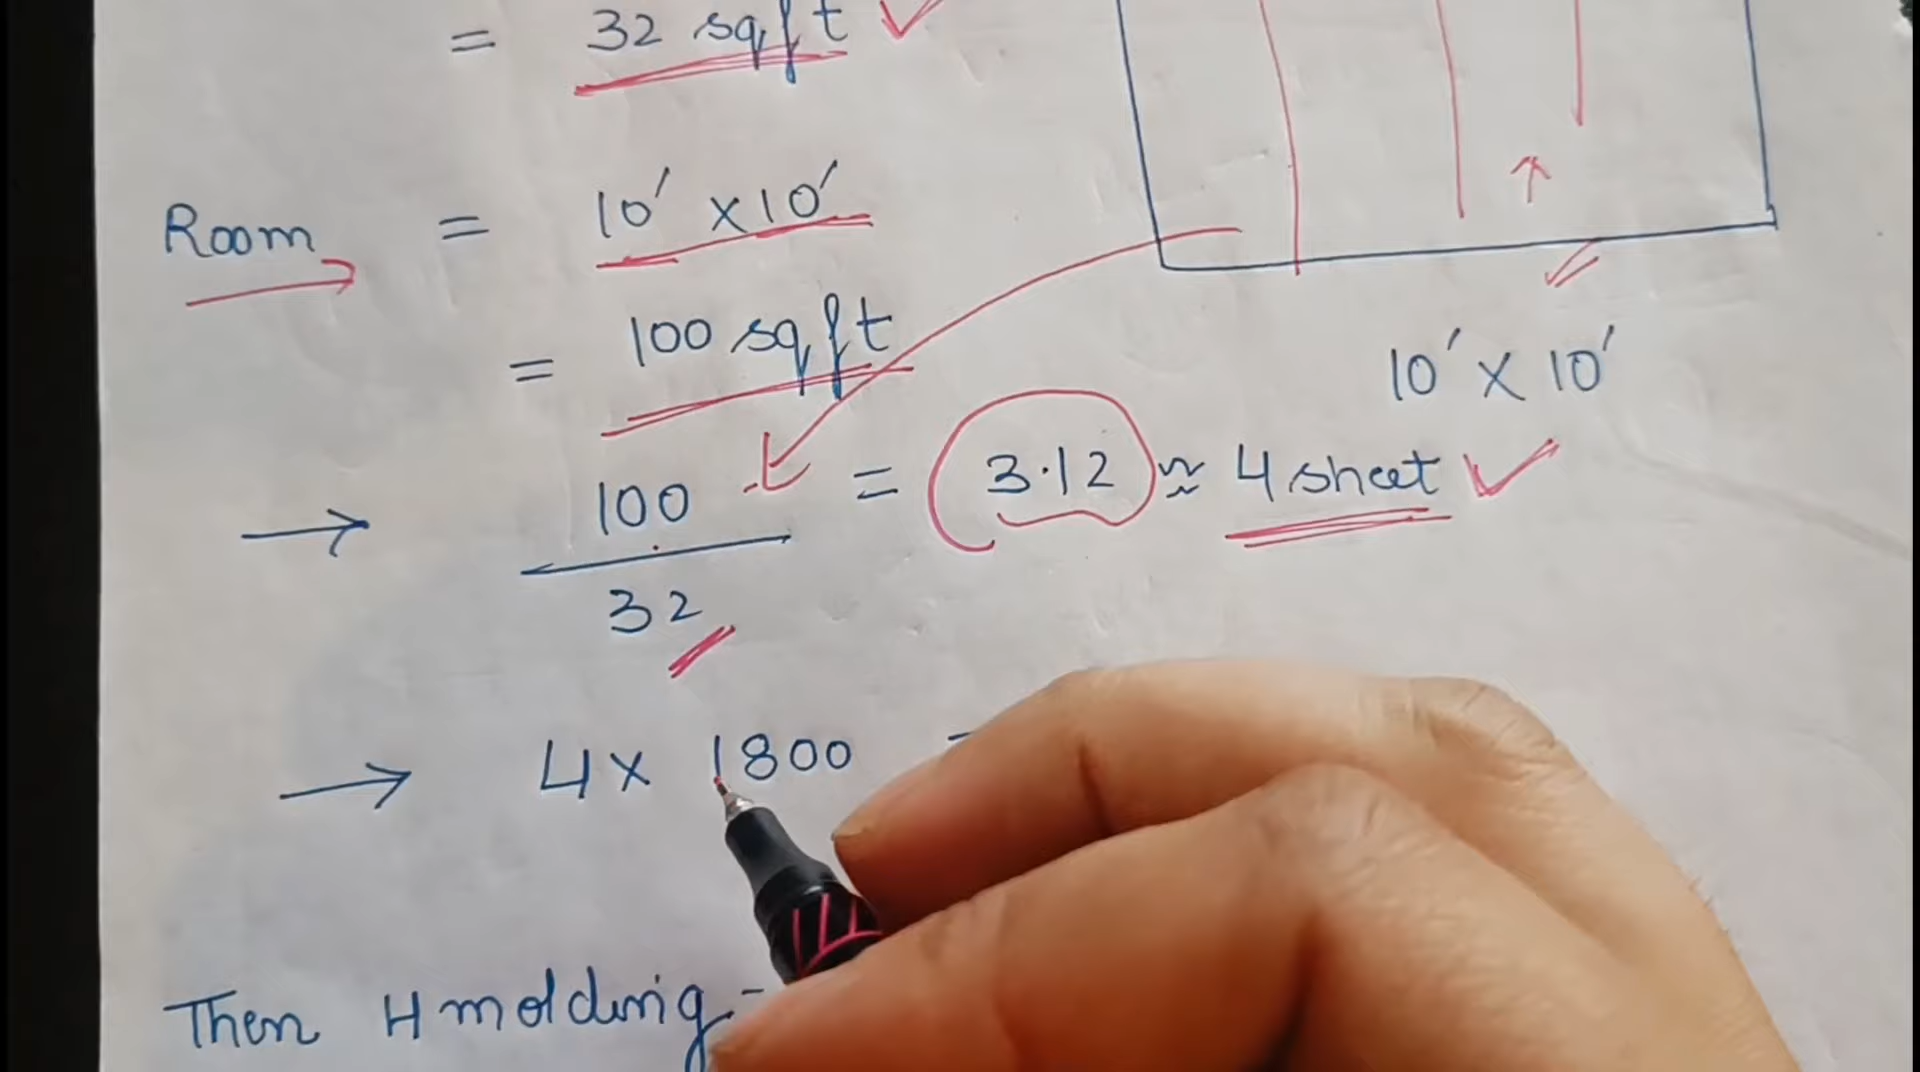 = 32 sqft
Room = 10' x 10'
= 100 sqft
10' x 10'
→ 100 = 3.12 ≈ 4 sheet
32
→ 4 x 1800
Then H molding -